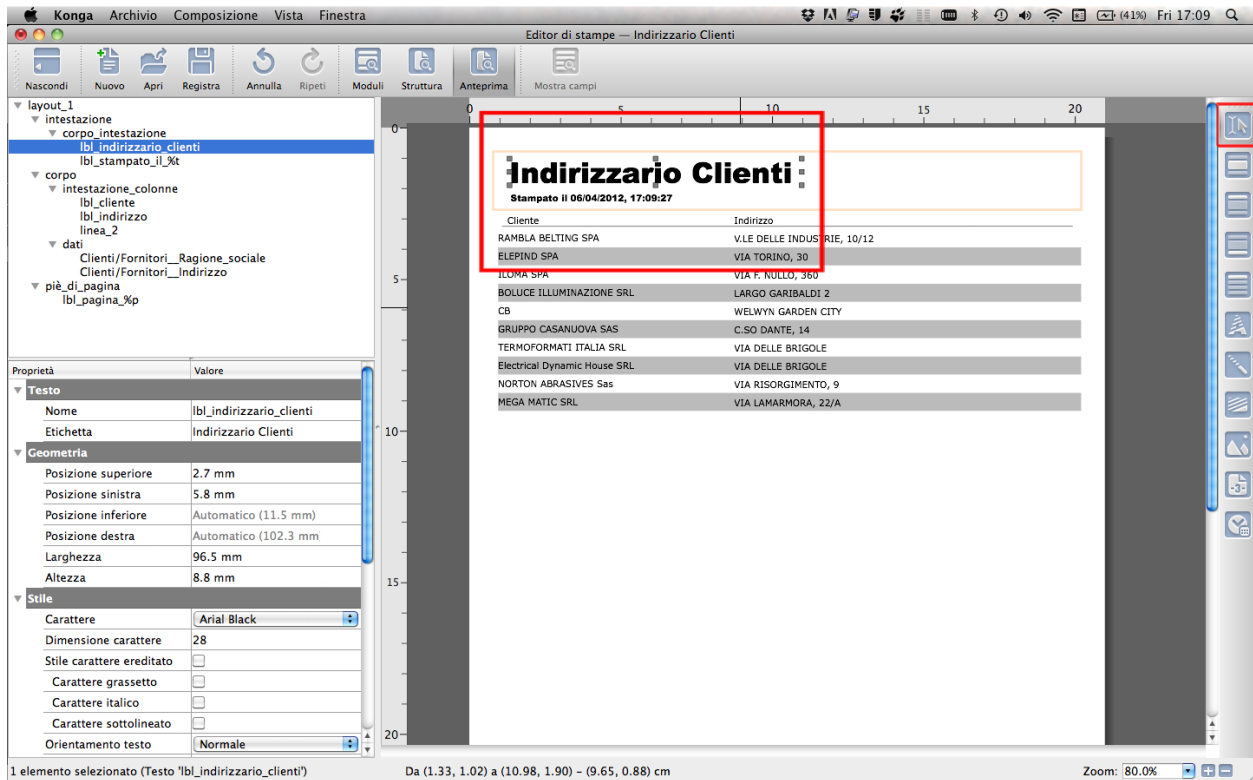 Konga Archivio Composizione Vista Finestra (41%) Fri 17:09
Editor di stampe — Indirizzario Clienti
Nascondi Nuovo Apri Registra Annulla Ripeti Moduli Struttura Anteprima Mostra campi
layout_1
intestazione
corpo_intestazione
lbl_indirizzario_clienti
lbl_stampato_il_%t
corpo
intestazione_colonne
lbl_cliente
lbl_indirizzo
linea_2
dati
Clienti/Fornitori__Ragione_sociale
Clienti/Fornitori__Indirizzo
piè_di_pagina
lbl_pagina_%p
Proprietà Valore
Testo
Nome lbl_indirizzario_clienti
Etichetta Indirizzario Clienti
Geometria
Posizione superiore 2.7 mm
Posizione sinistra 5.8 mm
Posizione inferiore Automatico (11.5 mm)
Posizione destra Automatico (102.3 mm
Larghezza 96.5 mm
Altezza 8.8 mm
Stile
Carattere Arial Black
Dimensione carattere 28
Stile carattere ereditato
Carattere grassetto
Carattere italico
Carattere sottolineato
Orientamento testo Normale
0 5 10 15 20
0
5
10
15
20
Indirizzario Clienti
Stampato il 06/04/2012, 17:09:27
Cliente Indirizzo
RAMBLA BELTING SPA V.LE DELLE INDUSTRIE, 10/12
ELEPIND SPA VIA TORINO, 30
ILOMA SPA VIA F. NULLO, 360
BOLUCE ILLUMINAZIONE SRL LARGO GARIBALDI 2
CB WELWYN GARDEN CITY
GRUPPO CASANUOVA SAS C.SO DANTE, 14
TERMOFORMATI ITALIA SRL VIA DELLE BRIGOLE
Electrical Dynamic House SRL VIA DELLE BRIGOLE
NORTON ABRASIVES Sas VIA RISORGIMENTO, 9
MEGA MATIC SRL VIA LAMARMORA, 22/A
-3-
1 elemento selezionato (Testo 'lbl_indirizzario_clienti') Da (1.33, 1.02) a (10.98, 1.90) – (9.65, 0.88) cm Zoom: 80.0%